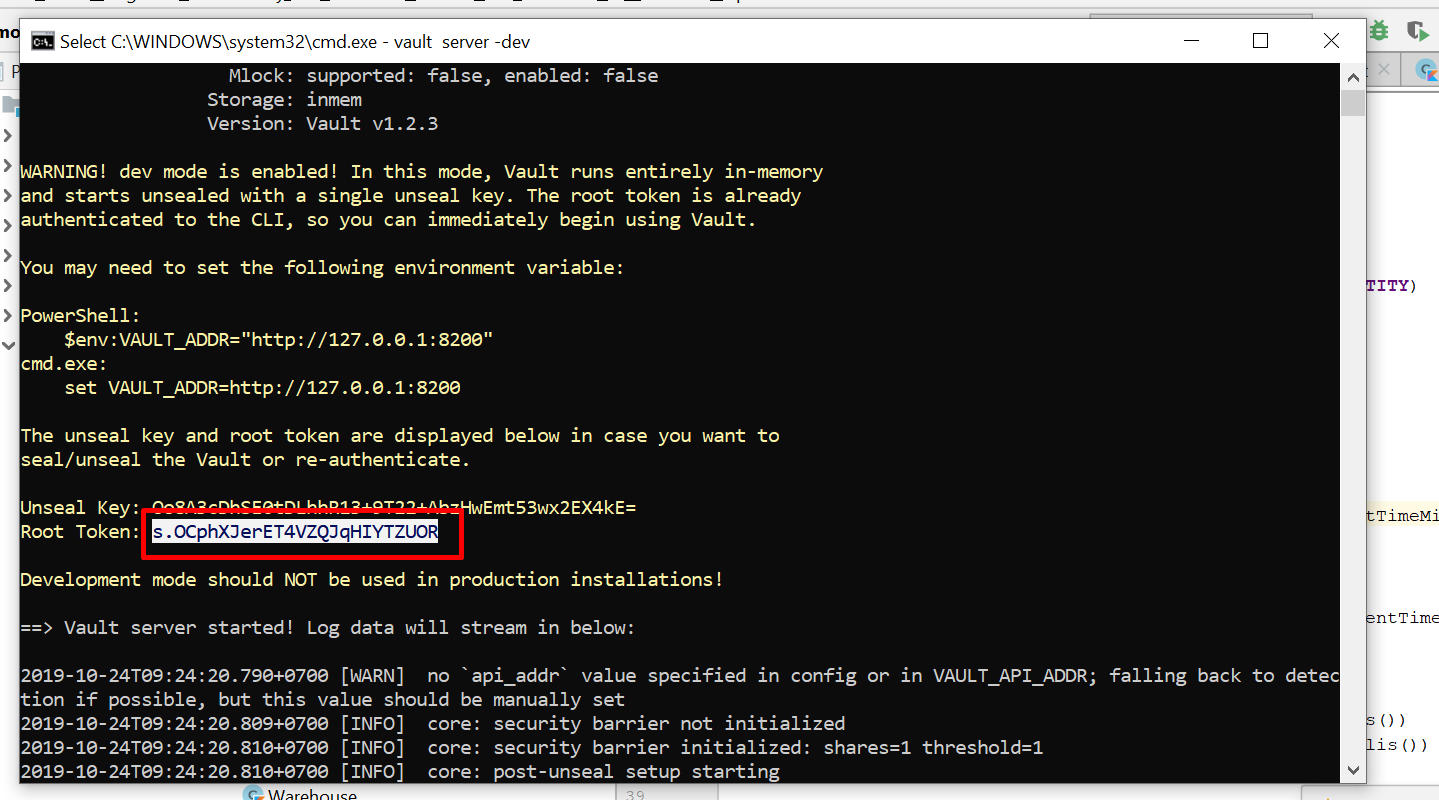 Select C:\WINDOWS\system32\cmd.exe - vault  server -dev
Mlock: supported: false, enabled: false
Storage: inmem
Version: Vault v1.2.3
WARNING! dev mode is enabled! In this mode, Vault runs entirely in-memory
and starts unsealed with a single unseal key. The root token is already
authenticated to the CLI, so you can immediately begin using Vault.
You may need to set the following environment variable:
PowerShell:
$env:VAULT_ADDR="http://127.0.0.1:8200"
cmd.exe:
set VAULT_ADDR=http://127.0.0.1:8200
The unseal key and root token are displayed below in case you want to
seal/unseal the Vault or re-authenticate.
Unseal Key:
Root Token: s.OCphXJerET4VZQJqHIYTZUOR
Development mode should NOT be used in production installations!
==> Vault server started! Log data will stream in below:
2019-10-24T09:24:20.790+0700 [WARN]  no `api_addr` value specified in config or in VAULT_API_ADDR; falling back to detec
tion if possible, but this value should be manually set
2019-10-24T09:24:20.809+0700 [INFO]  core: security barrier not initialized
2019-10-24T09:24:20.810+0700 [INFO]  core: security barrier initialized: shares=1 threshold=1
2019-10-24T09:24:20.810+0700 [INFO]  core: post-unseal setup starting
TITY)
tTimeMi
entTime
s())
lis())
Warehouse
39